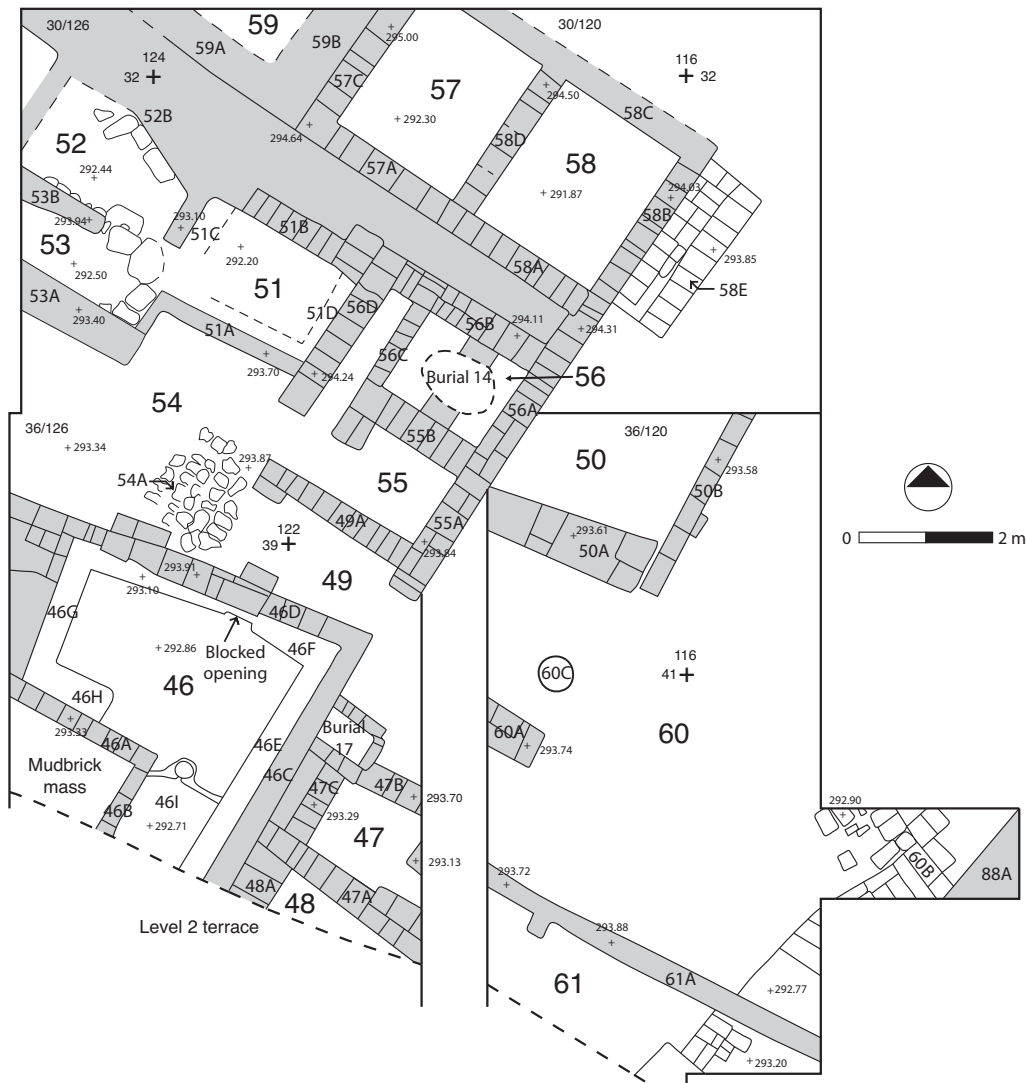 30/126
59
59A
59B
295.00
30/120
124
32
57C
57
116
32
52B
294.50
58C
52
292.30
294.64
58D
58
57A
292.44
291.87
294.03
53B
293.94
293.10
51C
51B
58B
53
292.20
293.85
292.50
51
58A
58E
53A
51D
56D
293.40
51A
56B
294.11
294.31
56C
293.70
294.24
Burial 14
56
54
56A
36/126
55B
36/120
293.34
50
293.87
293.58
54A
55
50B
49A
55A
293.61
122
39
293.84
50A
293.91
49
293.10
46G
46D
292.86
Blocked
opening
46F
116
41
60C
46
46H
293.33
46A
Burial
17
60A
60
46E
293.74
Mudbrick
mass
46C
47C
47B
293.70
46B
46I
292.71
293.29
292.90
47
293.13
293.72
60B
88A
48A
48
47A
Level 2 terrace
293.88
61
61A
292.77
293.20
0
2 m